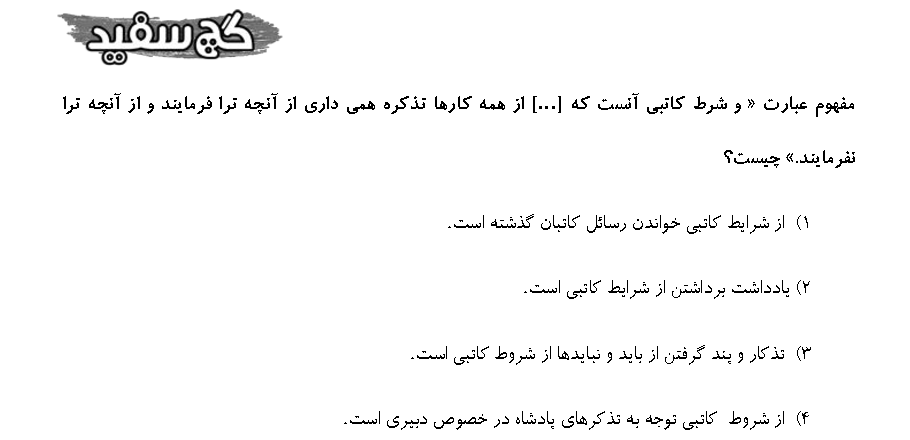 گچ سفید
مفهوم عبارت « و شرط کاتبی آنست که [...] از همه کارها تذکره همی داری از آنچه ترا فرمایند و از آنچه ترا
نفرمایند.» چیست؟
۱) از شرایط کاتبی خواندن رسائل کاتبان گذشته است.
۲) یادداشت برداشتن از شرایط کاتبی است.
۳) تذکار و پند گرفتن از باید و نبایدها از شروط کاتبی است.
۴) از شروط کاتبی توجه به تذکرهای پادشاه در خصوص دبیری است.